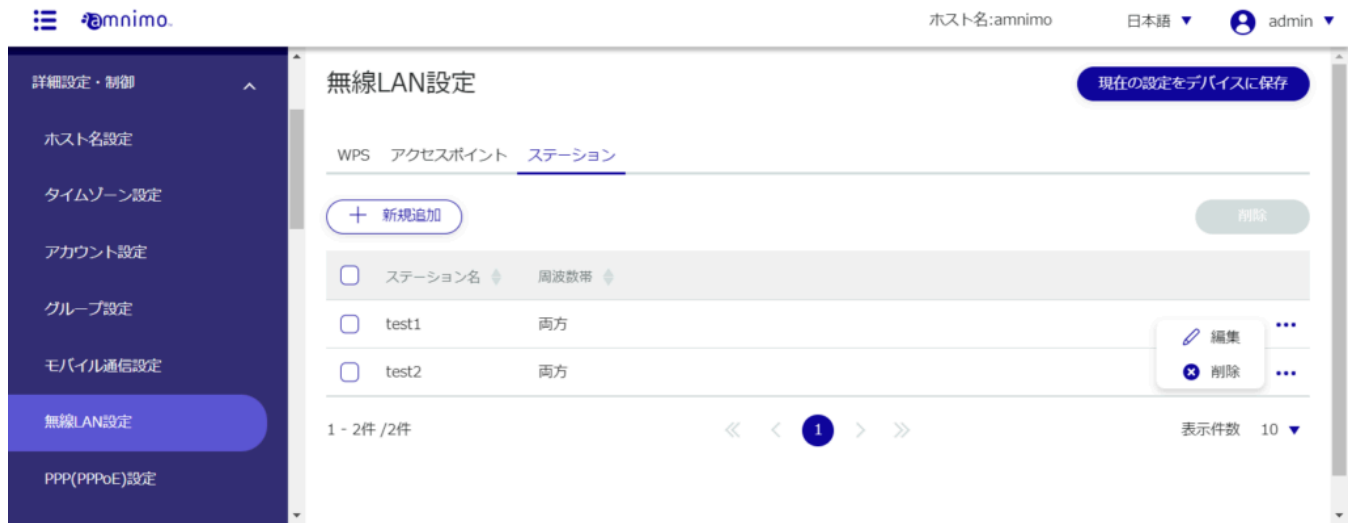 amnimo
ホスト名:amnimo 日本語 ▼ admin ▼
詳細設定・制御
ホスト名設定
タイムゾーン設定
アカウント設定
グループ設定
モバイル通信設定
無線LAN設定
PPP(PPPoE)設定
無線LAN設定
現在の設定をデバイスに保存
WPS アクセスポイント ステーション
新規追加
削除
ステーション名 周波数帯
test1 両方
test2 両方
編集
削除
1 - 2件 /2件
1
表示件数 10 ▼